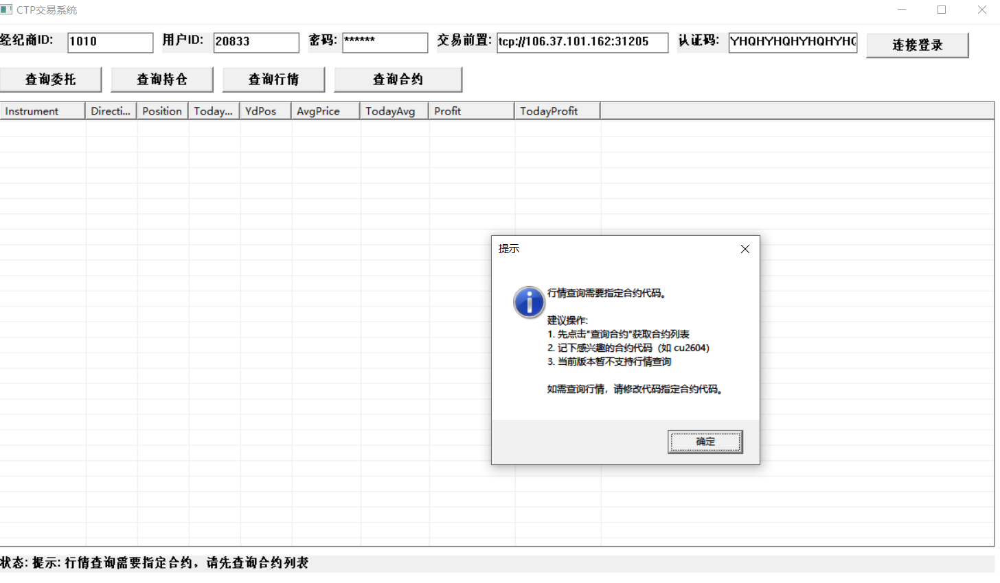 CTP交易系统
经纪商ID: 1010 用户ID: 20833 密码: ****** 交易前置: tcp://106.37.101.162:31205 认证码: YHQHYHQHYHQHYHQ 连接登录
查询委托 查询持仓 查询行情 查询合约
Instrument Directi... Position Today... YdPos AvgPrice TodayAvg Profit TodayProfit
提示
行情查询需要指定合约代码。
建议操作:
1. 先点击"查询合约"获取合约列表
2. 记下感兴趣的合约代码（如 cu2604）
3. 当前版本暂不支持行情查询
如需查询行情，请修改代码指定合约代码。
确定
状态: 提示: 行情查询需要指定合约，请先查询合约列表